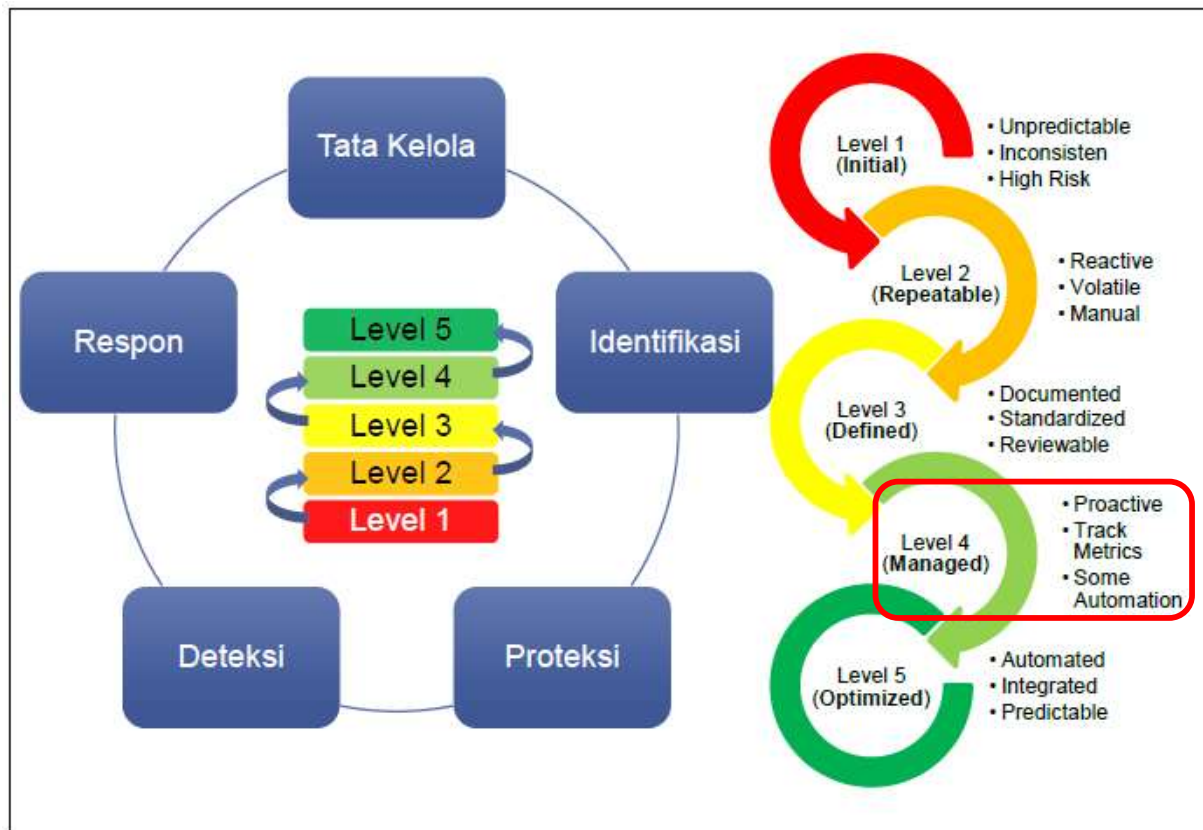 Tata Kelola
Respon
Identifikasi
Deteksi
Proteksi
Level 5
Level 4
Level 3
Level 2
Level 1
Level 1
(Initial)
• Unpredictable
• Inconsisten
• High Risk
Level 2
(Repeatable)
• Reactive
• Volatile
• Manual
Level 3
(Defined)
• Documented
• Standardized
• Reviewable
Level 4
(Managed)
• Proactive
• Track
Metrics
• Some
Automation
Level 5
(Optimized)
• Automated
• Integrated
• Predictable